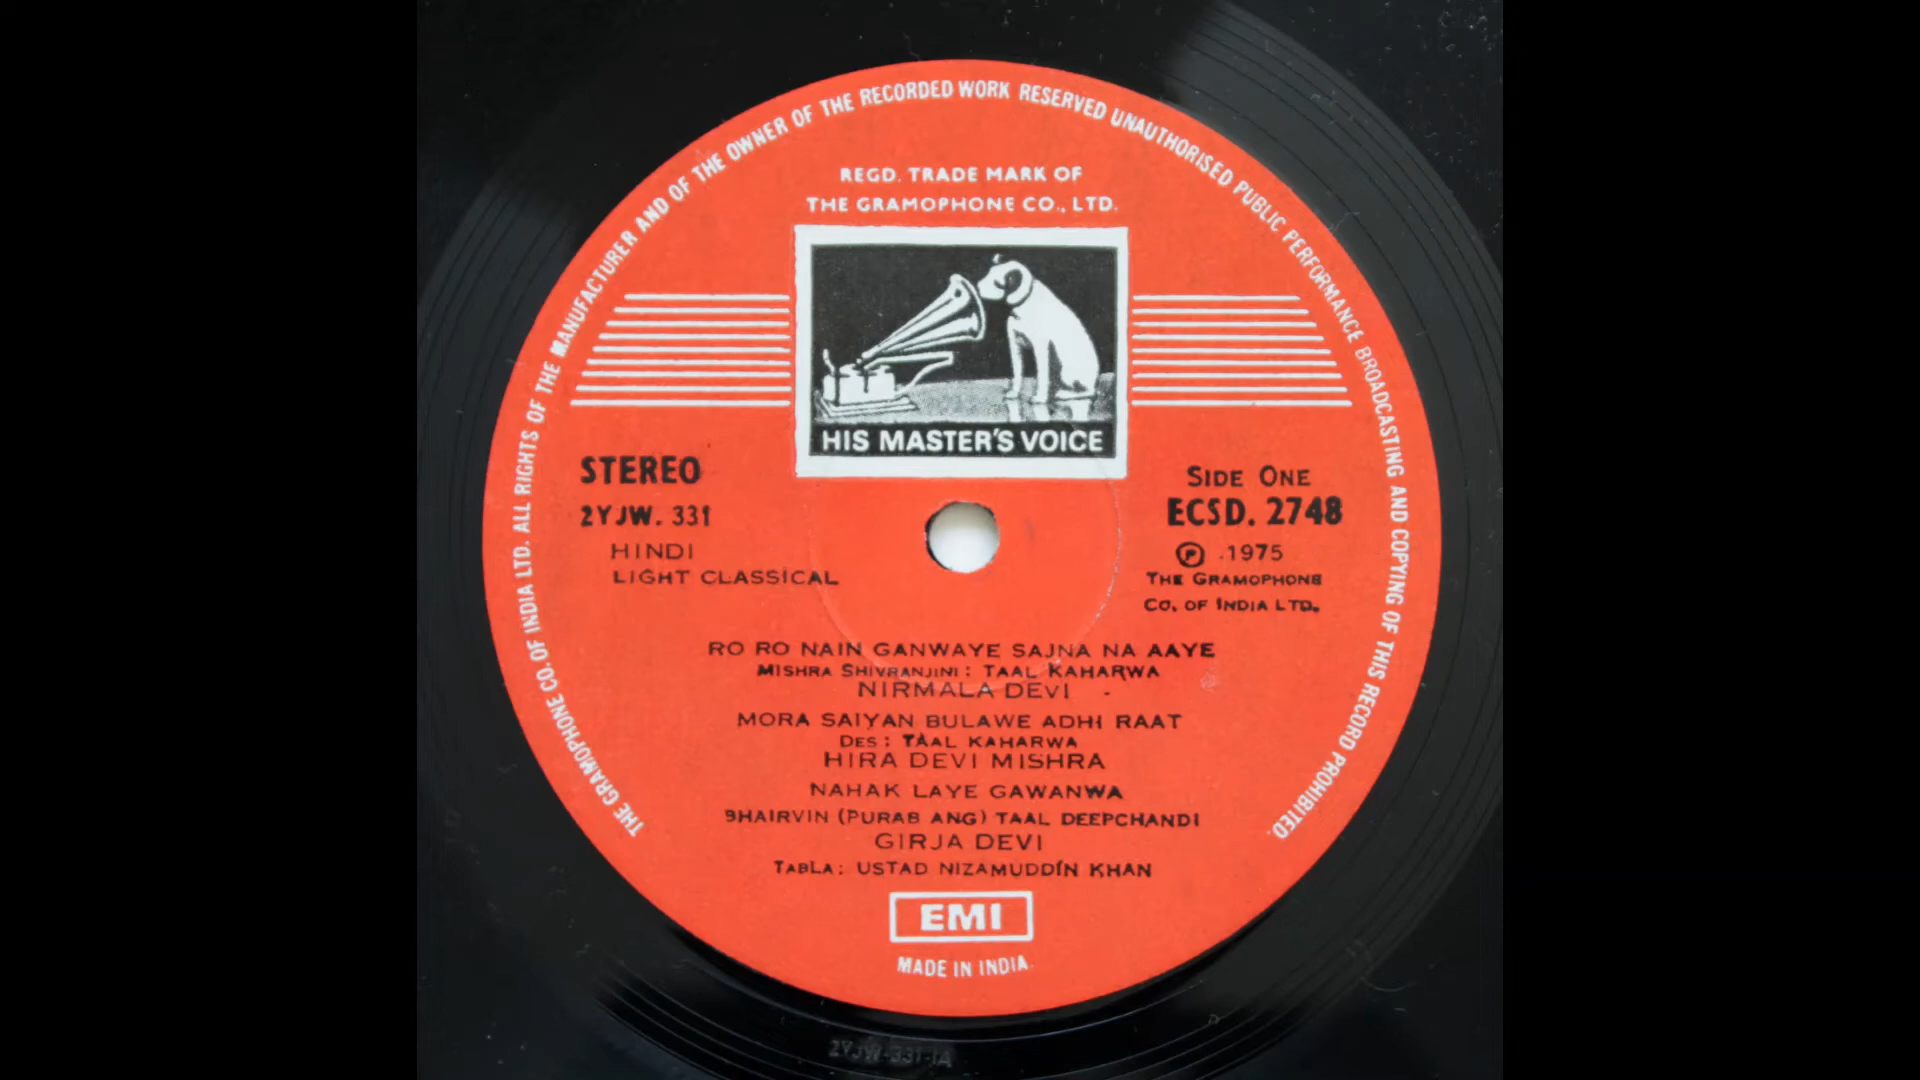 THE GRAMOPHONE CO. OF INDIA LTD. ALL RIGHTS OF THE MANUFACTURER AND OF THE OWNER OF THE RECORDED WORK RESERVED UNAUTHORISED PUBLIC PERFORMANCE BROADCASTING AND COPYING OF THIS RECORD PROHIBITED.
REGD. TRADE MARK OF
THE GRAMOPHONE CO., LTD.
HIS MASTER'S VOICE
STEREO
2YJW. 331
HINDI
LIGHT CLASSICAL
SIDE ONE
ECSD. 2748
Ⓟ .1975
THE GRAMOPHONE
CO. OF INDIA LTD.
RO RO NAIN GANWAYE SAJNA NA AAYE
MISHRA SHIVRANJINI : TAAL KAHARWA
NIRMALA DEVI -
MORA SAIYAN BULAWE ADHI RAAT
DES : TAAL KAHARWA
HIRA DEVI MISHRA
NAHAK LAYE GAWANWA
BHAIRVIN (PURAB ANG) TAAL DEEPCHANDI
GIRJA DEVI
TABLA : USTAD NIZAMUDDIN KHAN
EMI
MADE IN INDIA
2YJW-331-1A